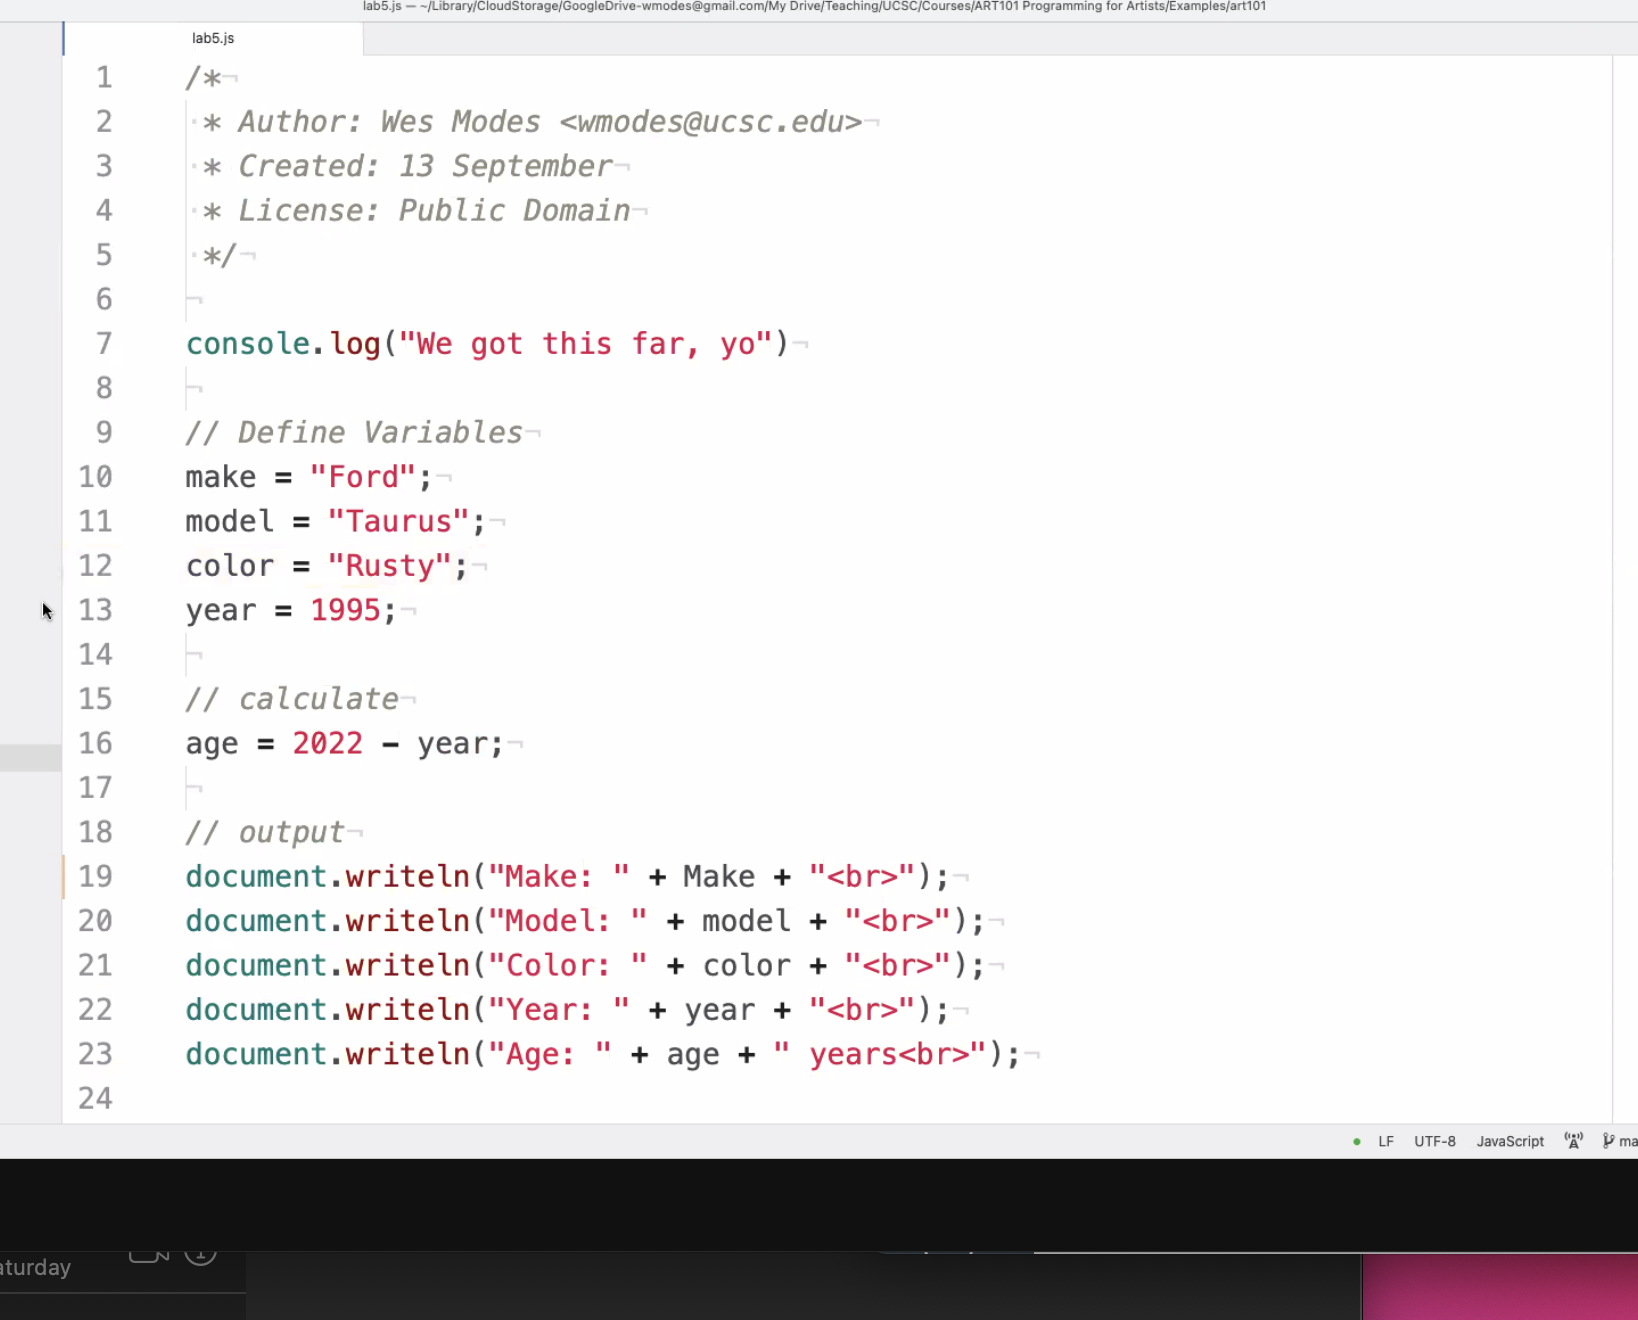 lab5.js — ~/Library/CloudStorage/GoogleDrive-wmodes@gmail.com/My Drive/Teaching/UCSC/Courses/ART101 Programming for Artists/Examples/art101
lab5.js
1 /*¬
2 ·* Author: Wes Modes <wmodes@ucsc.edu>¬
3 ·* Created: 13 September¬
4 ·* License: Public Domain¬
5 ·*/¬
6 ¬
7 console.log("We got this far, yo")¬
8 ¬
9 // Define Variables¬
10 make = "Ford";¬
11 model = "Taurus";¬
12 color = "Rusty";¬
13 year = 1995;¬
14 ¬
15 // calculate¬
16 age = 2022 - year;¬
17 ¬
18 // output¬
19 document.writeln("Make: " + Make + "<br>");¬
20 document.writeln("Model: " + model + "<br>");¬
21 document.writeln("Color: " + color + "<br>");¬
22 document.writeln("Year: " + year + "<br>");¬
23 document.writeln("Age: " + age + " years<br>");¬
24
LF UTF-8 JavaScript ma
aturday